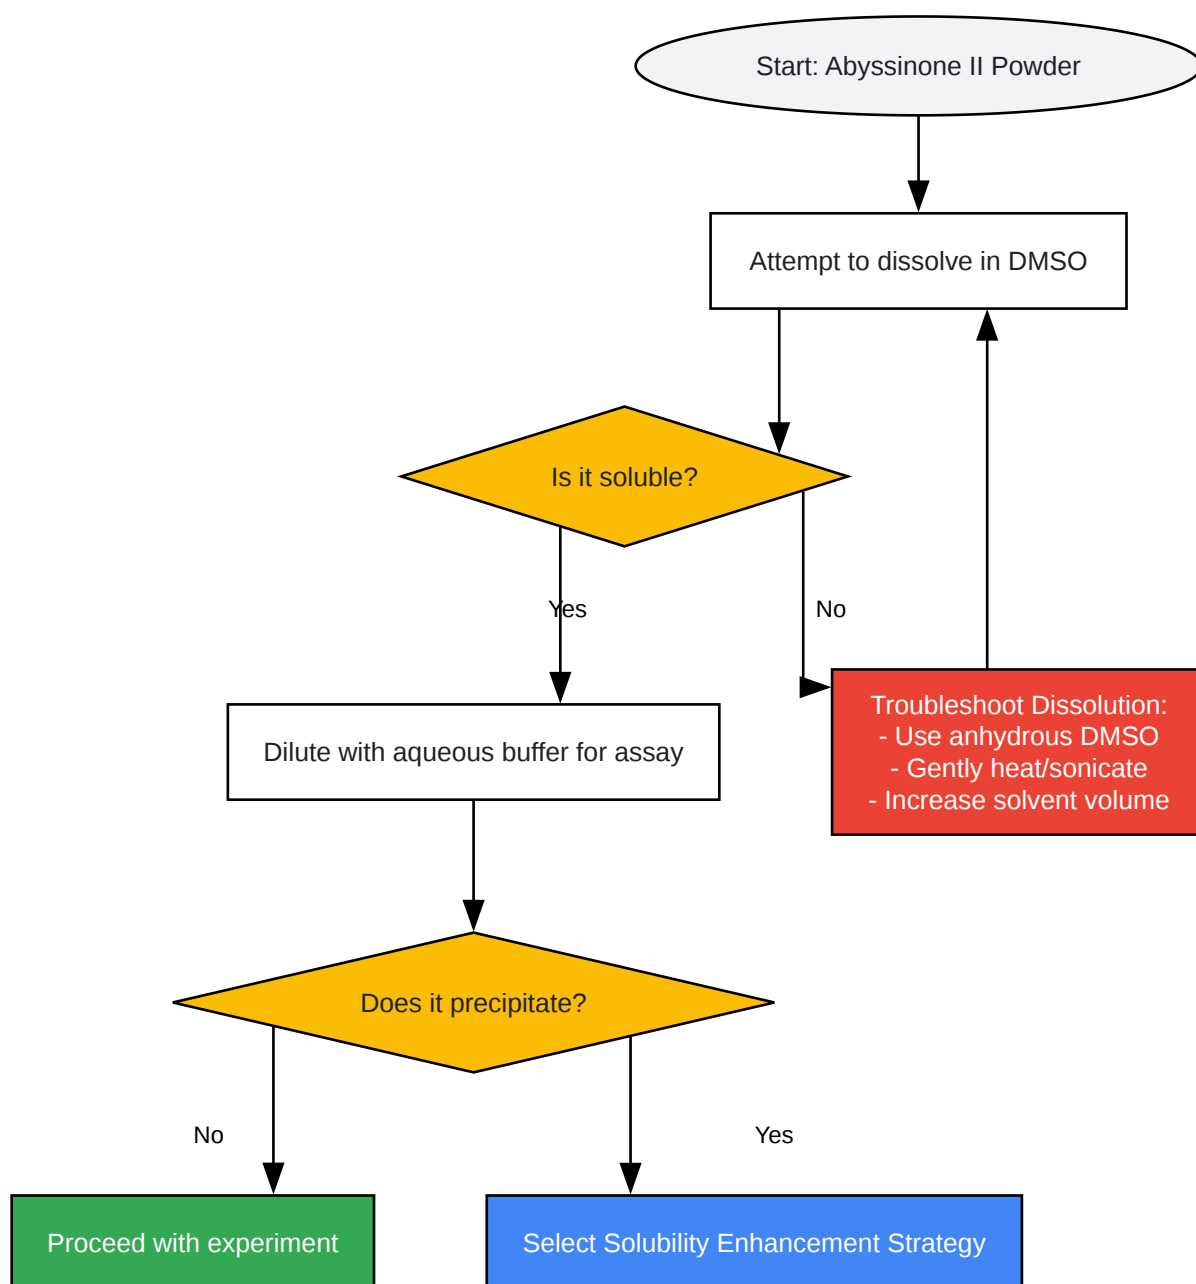 Start: Abyssinone II Powder
Attempt to dissolve in DMSO
Is it soluble?
Yes
No
Troubleshoot Dissolution:
- Use anhydrous DMSO
- Gently heat/sonicate
- Increase solvent volume
Dilute with aqueous buffer for assay
Does it precipitate?
No
Yes
Proceed with experiment
Select Solubility Enhancement Strategy